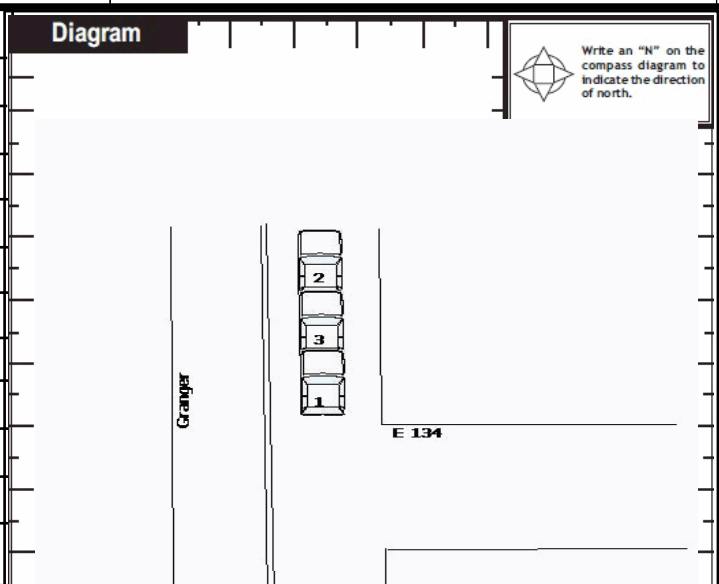 Diagram
Write an “N” on the
compass diagram to
indicate the direction
of north.
2
3
1
Granger
E 134